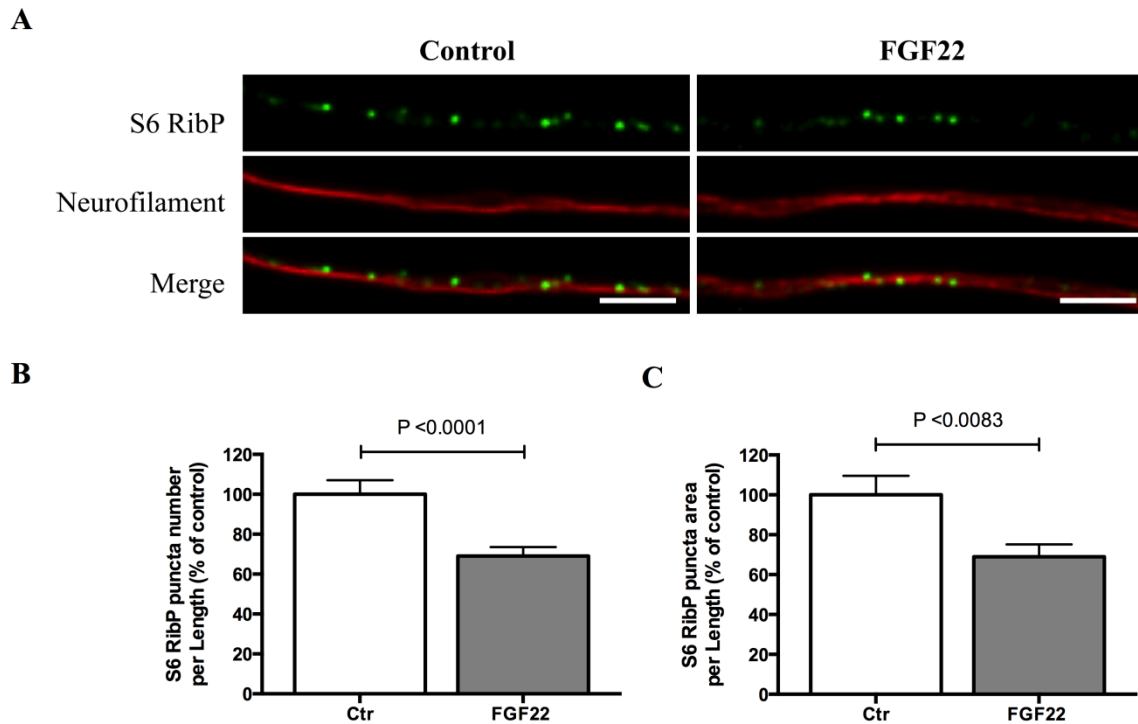 A
Control
FGF22
S6 RibP
Neurofilament
Merge
B
P <0.0001
S6 RibP puncta number
per Length (% of control)
120
100
80
60
40
20
0
Ctr
FGF22
C
P <0.0083
S6 RibP puncta area
per Length (% of control)
120
100
80
60
40
20
0
Ctr
FGF22